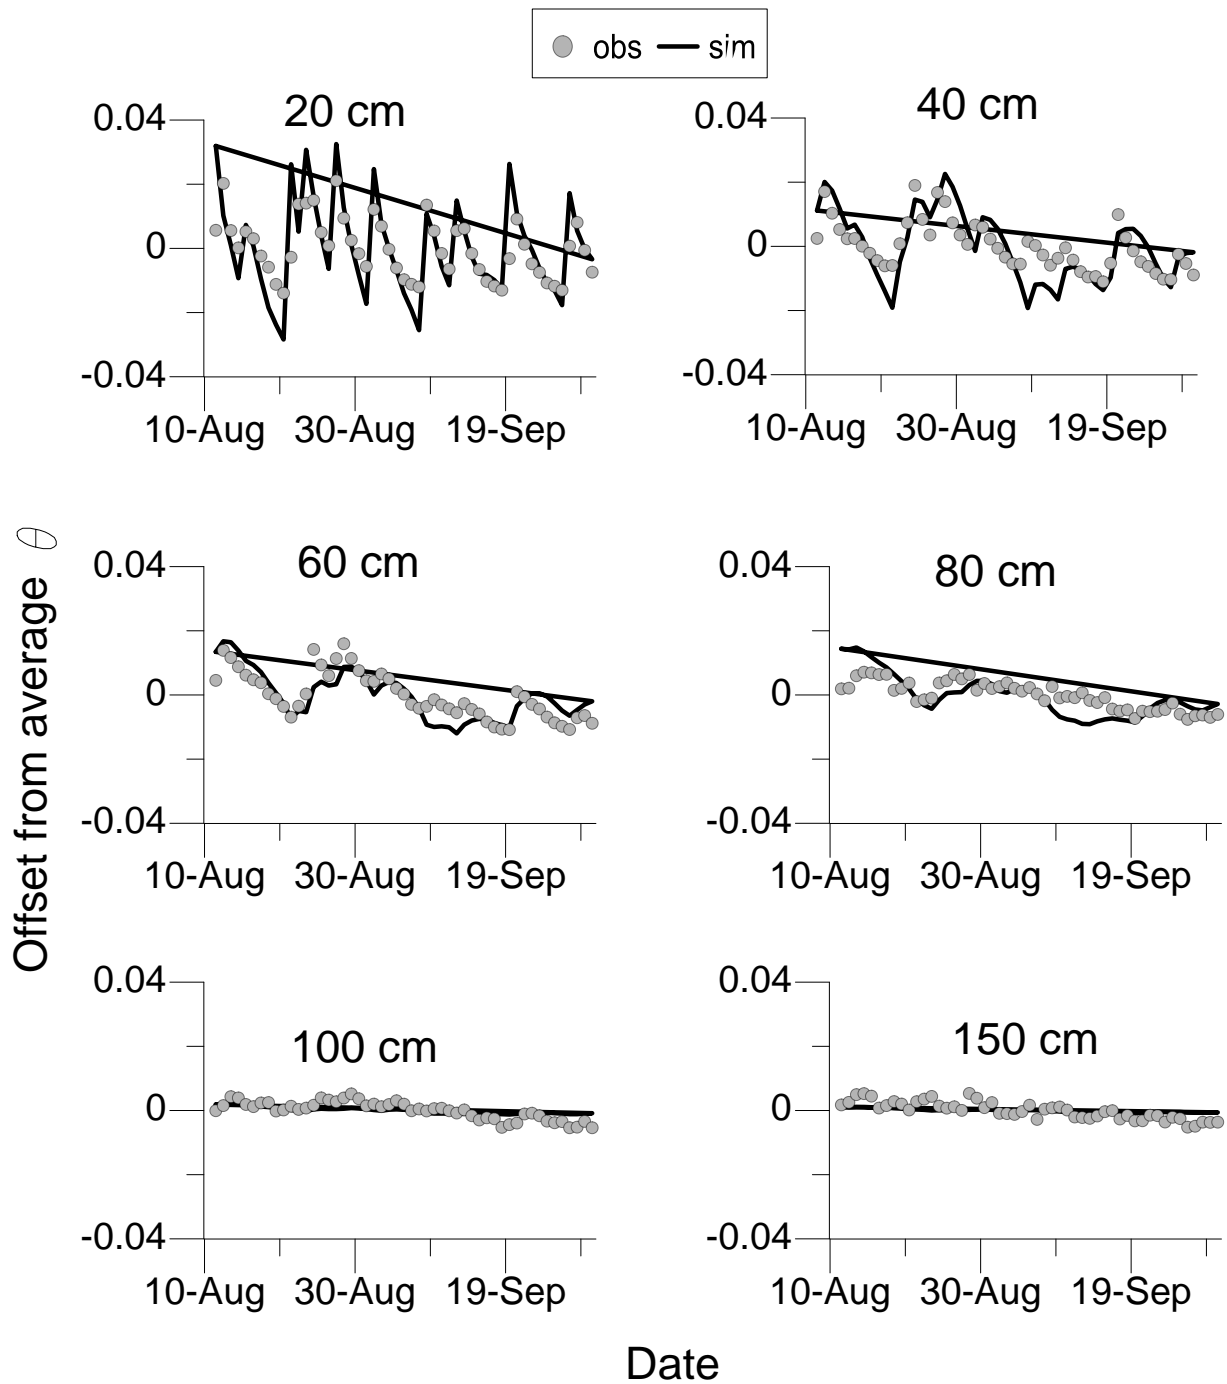 obs sim
20 cm
0.04
0
-0.04
10-Aug 30-Aug 19-Sep
40 cm
0.04
0
-0.04
10-Aug 30-Aug 19-Sep
60 cm
0.04
0
-0.04
10-Aug 30-Aug 19-Sep
80 cm
0.04
0
-0.04
10-Aug 30-Aug 19-Sep
100 cm
0.04
0
-0.04
10-Aug 30-Aug 19-Sep
150 cm
0.04
0
-0.04
10-Aug 30-Aug 19-Sep
Offset from average θ
Date